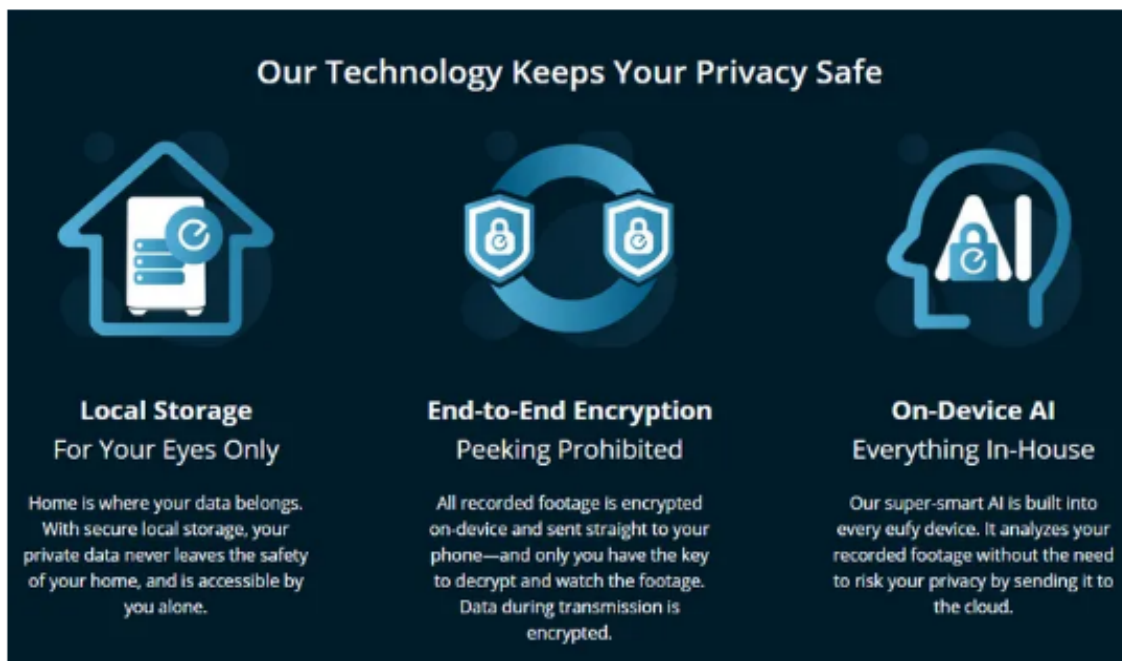 Our Technology Keeps Your Privacy Safe
AI
Local Storage
For Your Eyes Only
Home is where your data belongs.
With secure local storage, your
private data never leaves the safety
of your home, and is accessible by
you alone.
End-to-End Encryption
Peeking Prohibited
All recorded footage is encrypted
on-device and sent straight to your
phone—and only you have the key
to decrypt and watch the footage.
Data during transmission is
encrypted.
On-Device AI
Everything In-House
Our super-smart AI is built into
every eufy device. It analyzes your
recorded footage without the need
to risk your privacy by sending it to
the cloud.